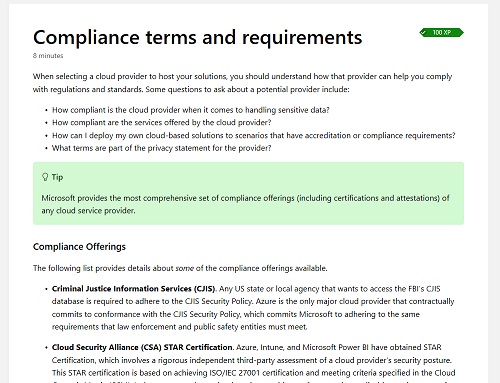 Compliance terms and requirements
100 XP
8 minutes
When selecting a cloud provider to host your solutions, you should understand how that provider can help you comply
with regulations and standards. Some questions to ask about a potential provider include:
• How compliant is the cloud provider when it comes to handling sensitive data?
• How compliant are the services offered by the cloud provider?
• How can I deploy my own cloud-based solutions to scenarios that have accreditation or compliance requirements?
• What terms are part of the privacy statement for the provider?
Tip
Microsoft provides the most comprehensive set of compliance offerings (including certifications and attestations) of
any cloud service provider.
Compliance Offerings
The following list provides details about some of the compliance offerings available.
• Criminal Justice Information Services (CJIS). Any US state or local agency that wants to access the FBI's CJIS
database is required to adhere to the CJIS Security Policy. Azure is the only major cloud provider that contractually
commits to conformance with the CJIS Security Policy, which commits Microsoft to adhering to the same
requirements that law enforcement and public safety entities must meet.
• Cloud Security Alliance (CSA) STAR Certification. Azure, Intune, and Microsoft Power BI have obtained STAR
Certification, which involves a rigorous independent third-party assessment of a cloud provider's security posture.
This STAR certification is based on achieving ISO/IEC 27001 certification and meeting criteria specified in the Cloud